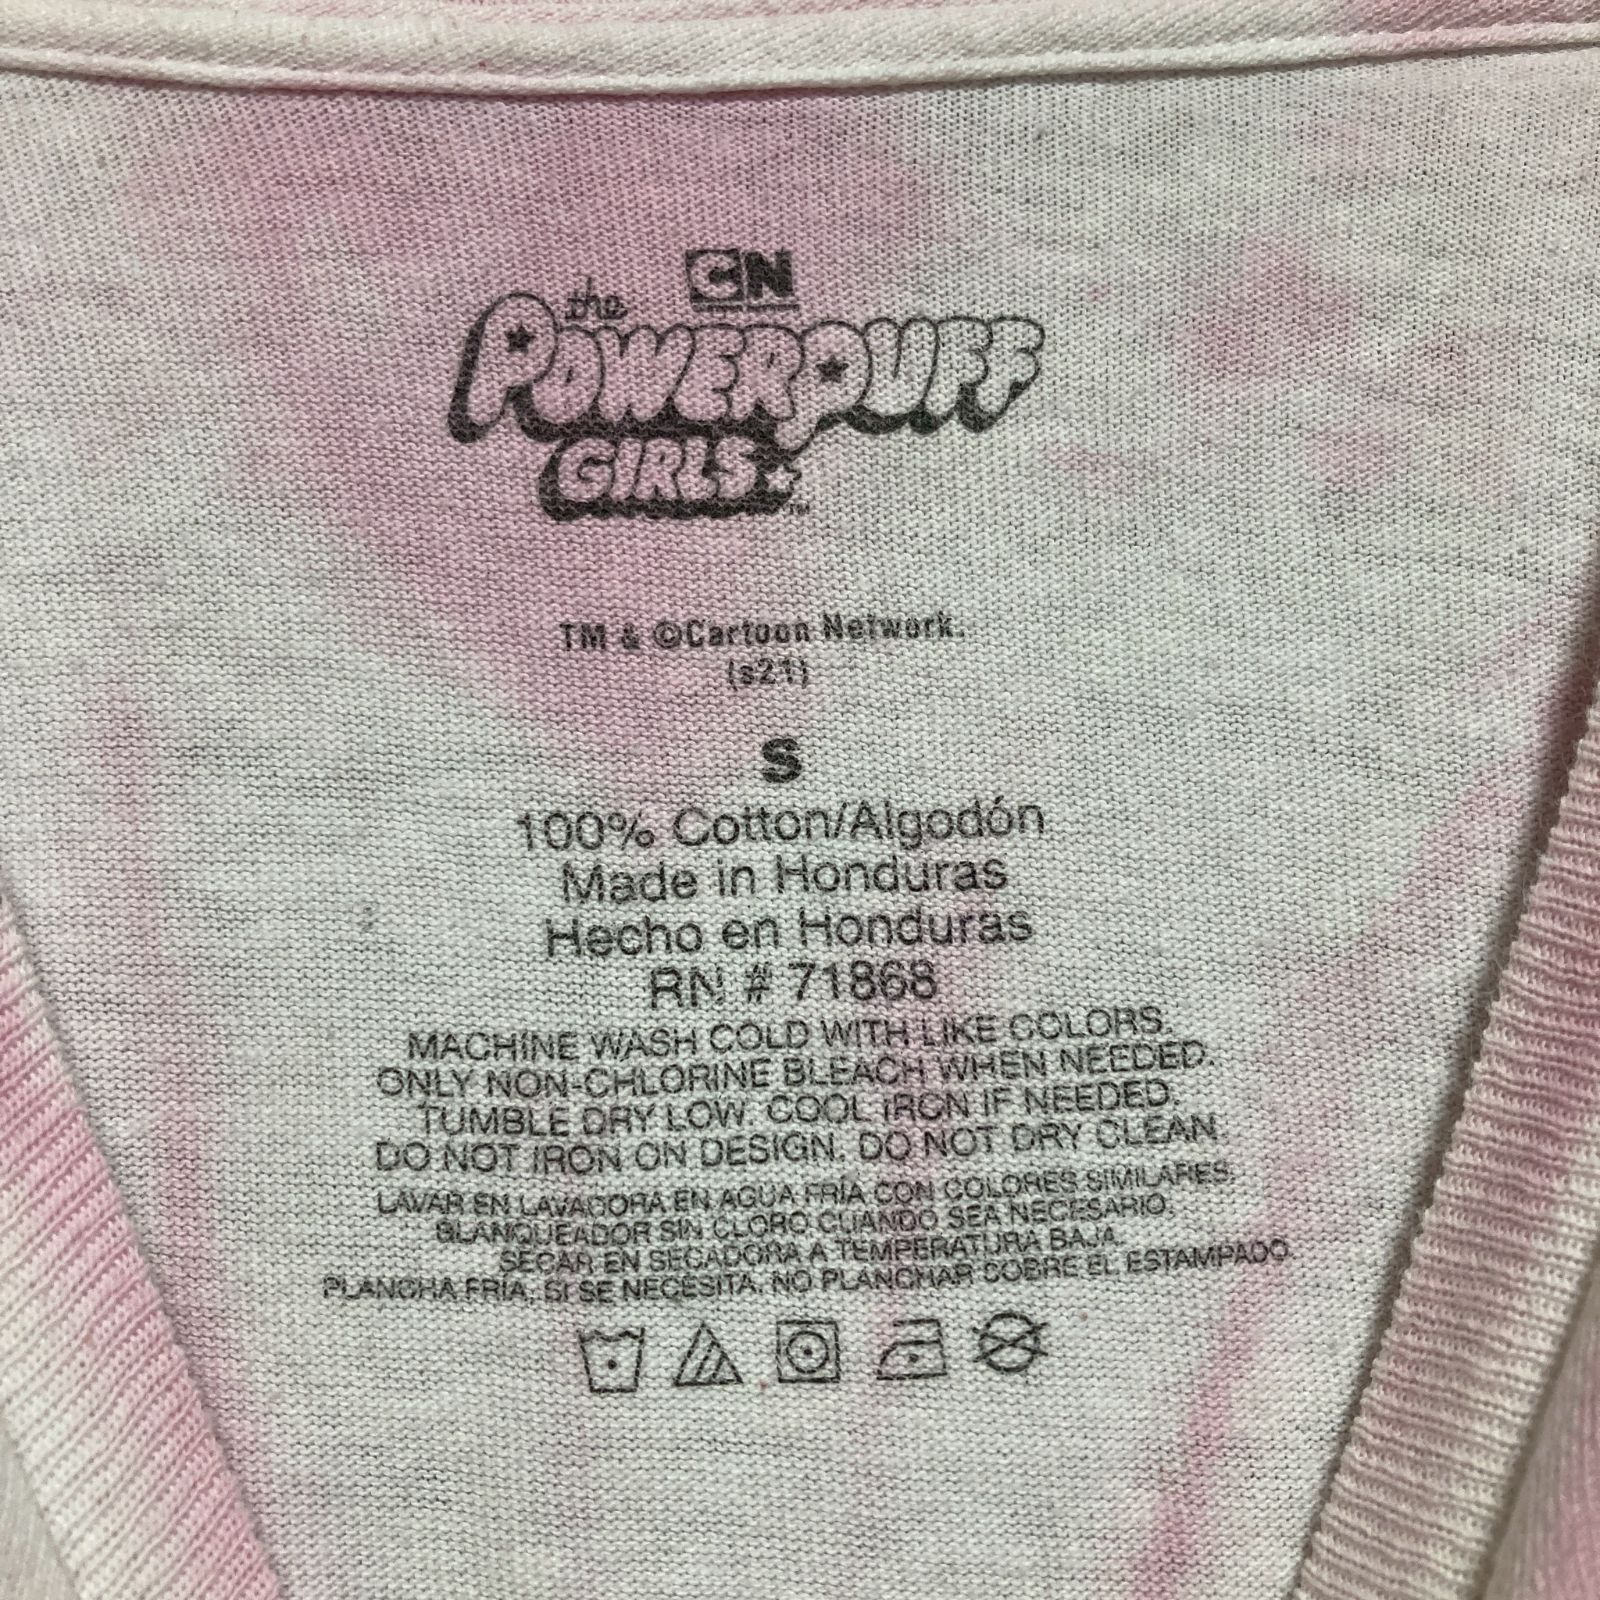 CN
the
POWERPUFF
GIRLS
TM
TM & ©Cartoon Network.
(s21)
S
100% Cotton/Algodón
Made in Honduras
Hecho en Honduras
RN # 71868
MACHINE WASH COLD WITH LIKE COLORS.
ONLY NON-CHLORINE BLEACH WHEN NEEDED.
TUMBLE DRY LOW. COOL IRON IF NEEDED.
DO NOT IRON ON DESIGN. DO NOT DRY CLEAN
LAVAR EN LAVADORA EN AGUA FRÍA CON COLORES SIMILARES.
BLANQUEADOR SIN CLORO CUANDO SEA NECESARIO.
SECAR EN SECADORA A TEMPERATURA BAJA.
PLANCHA FRÍA, SI SE NECESITA. NO PLANCHAR SOBRE EL ESTAMPADO.